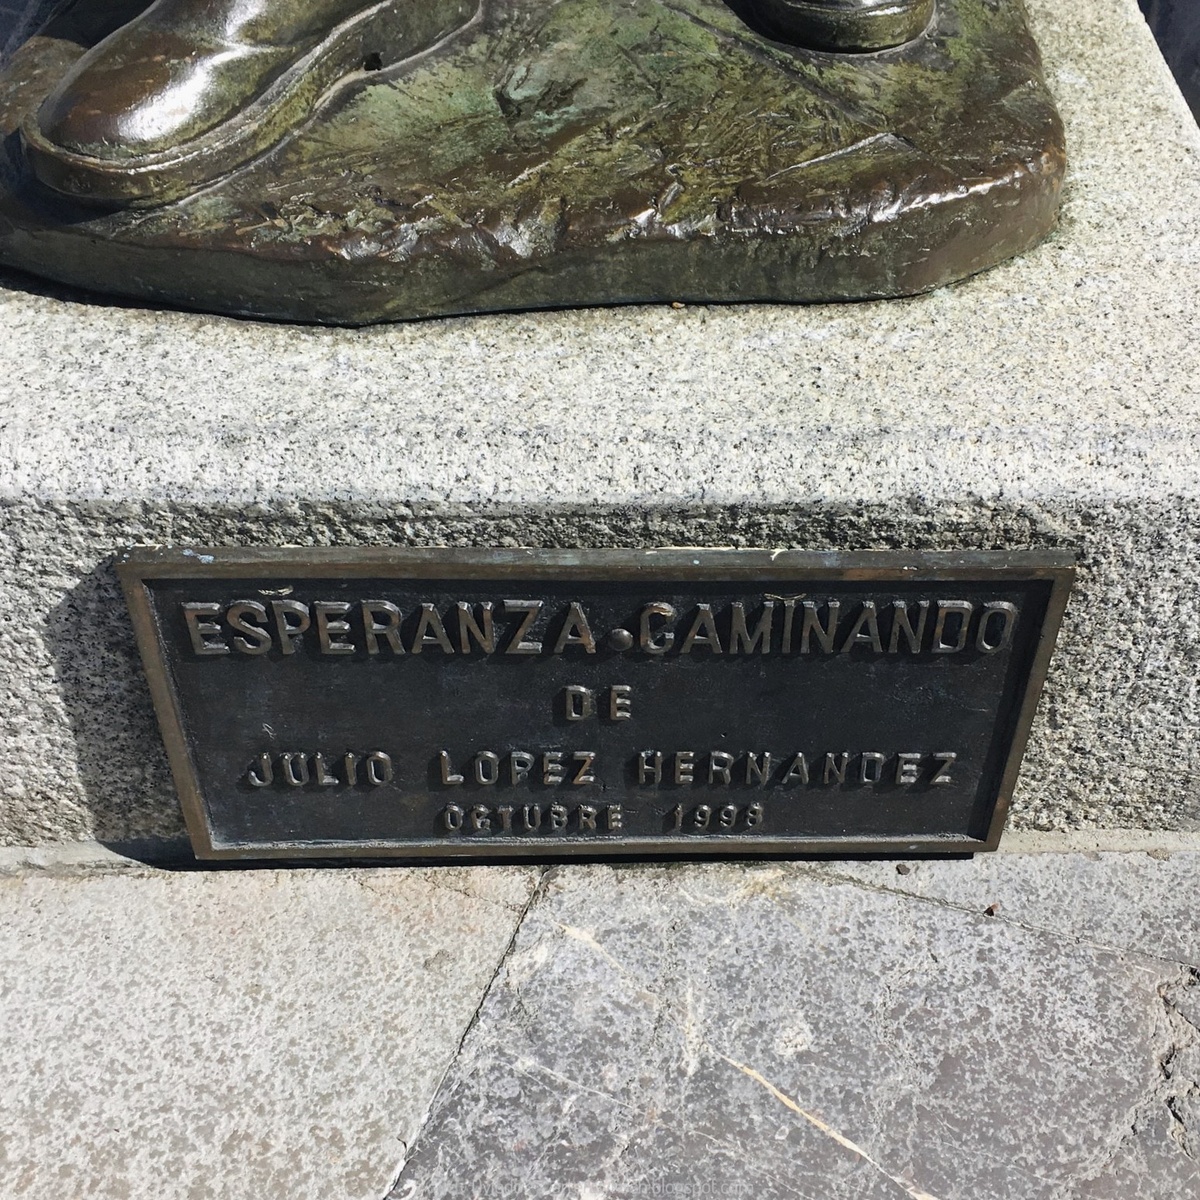 ESPERANZA CAMINANDO
DE
JULIO LOPEZ HERNANDEZ
OCTUBRE 1998